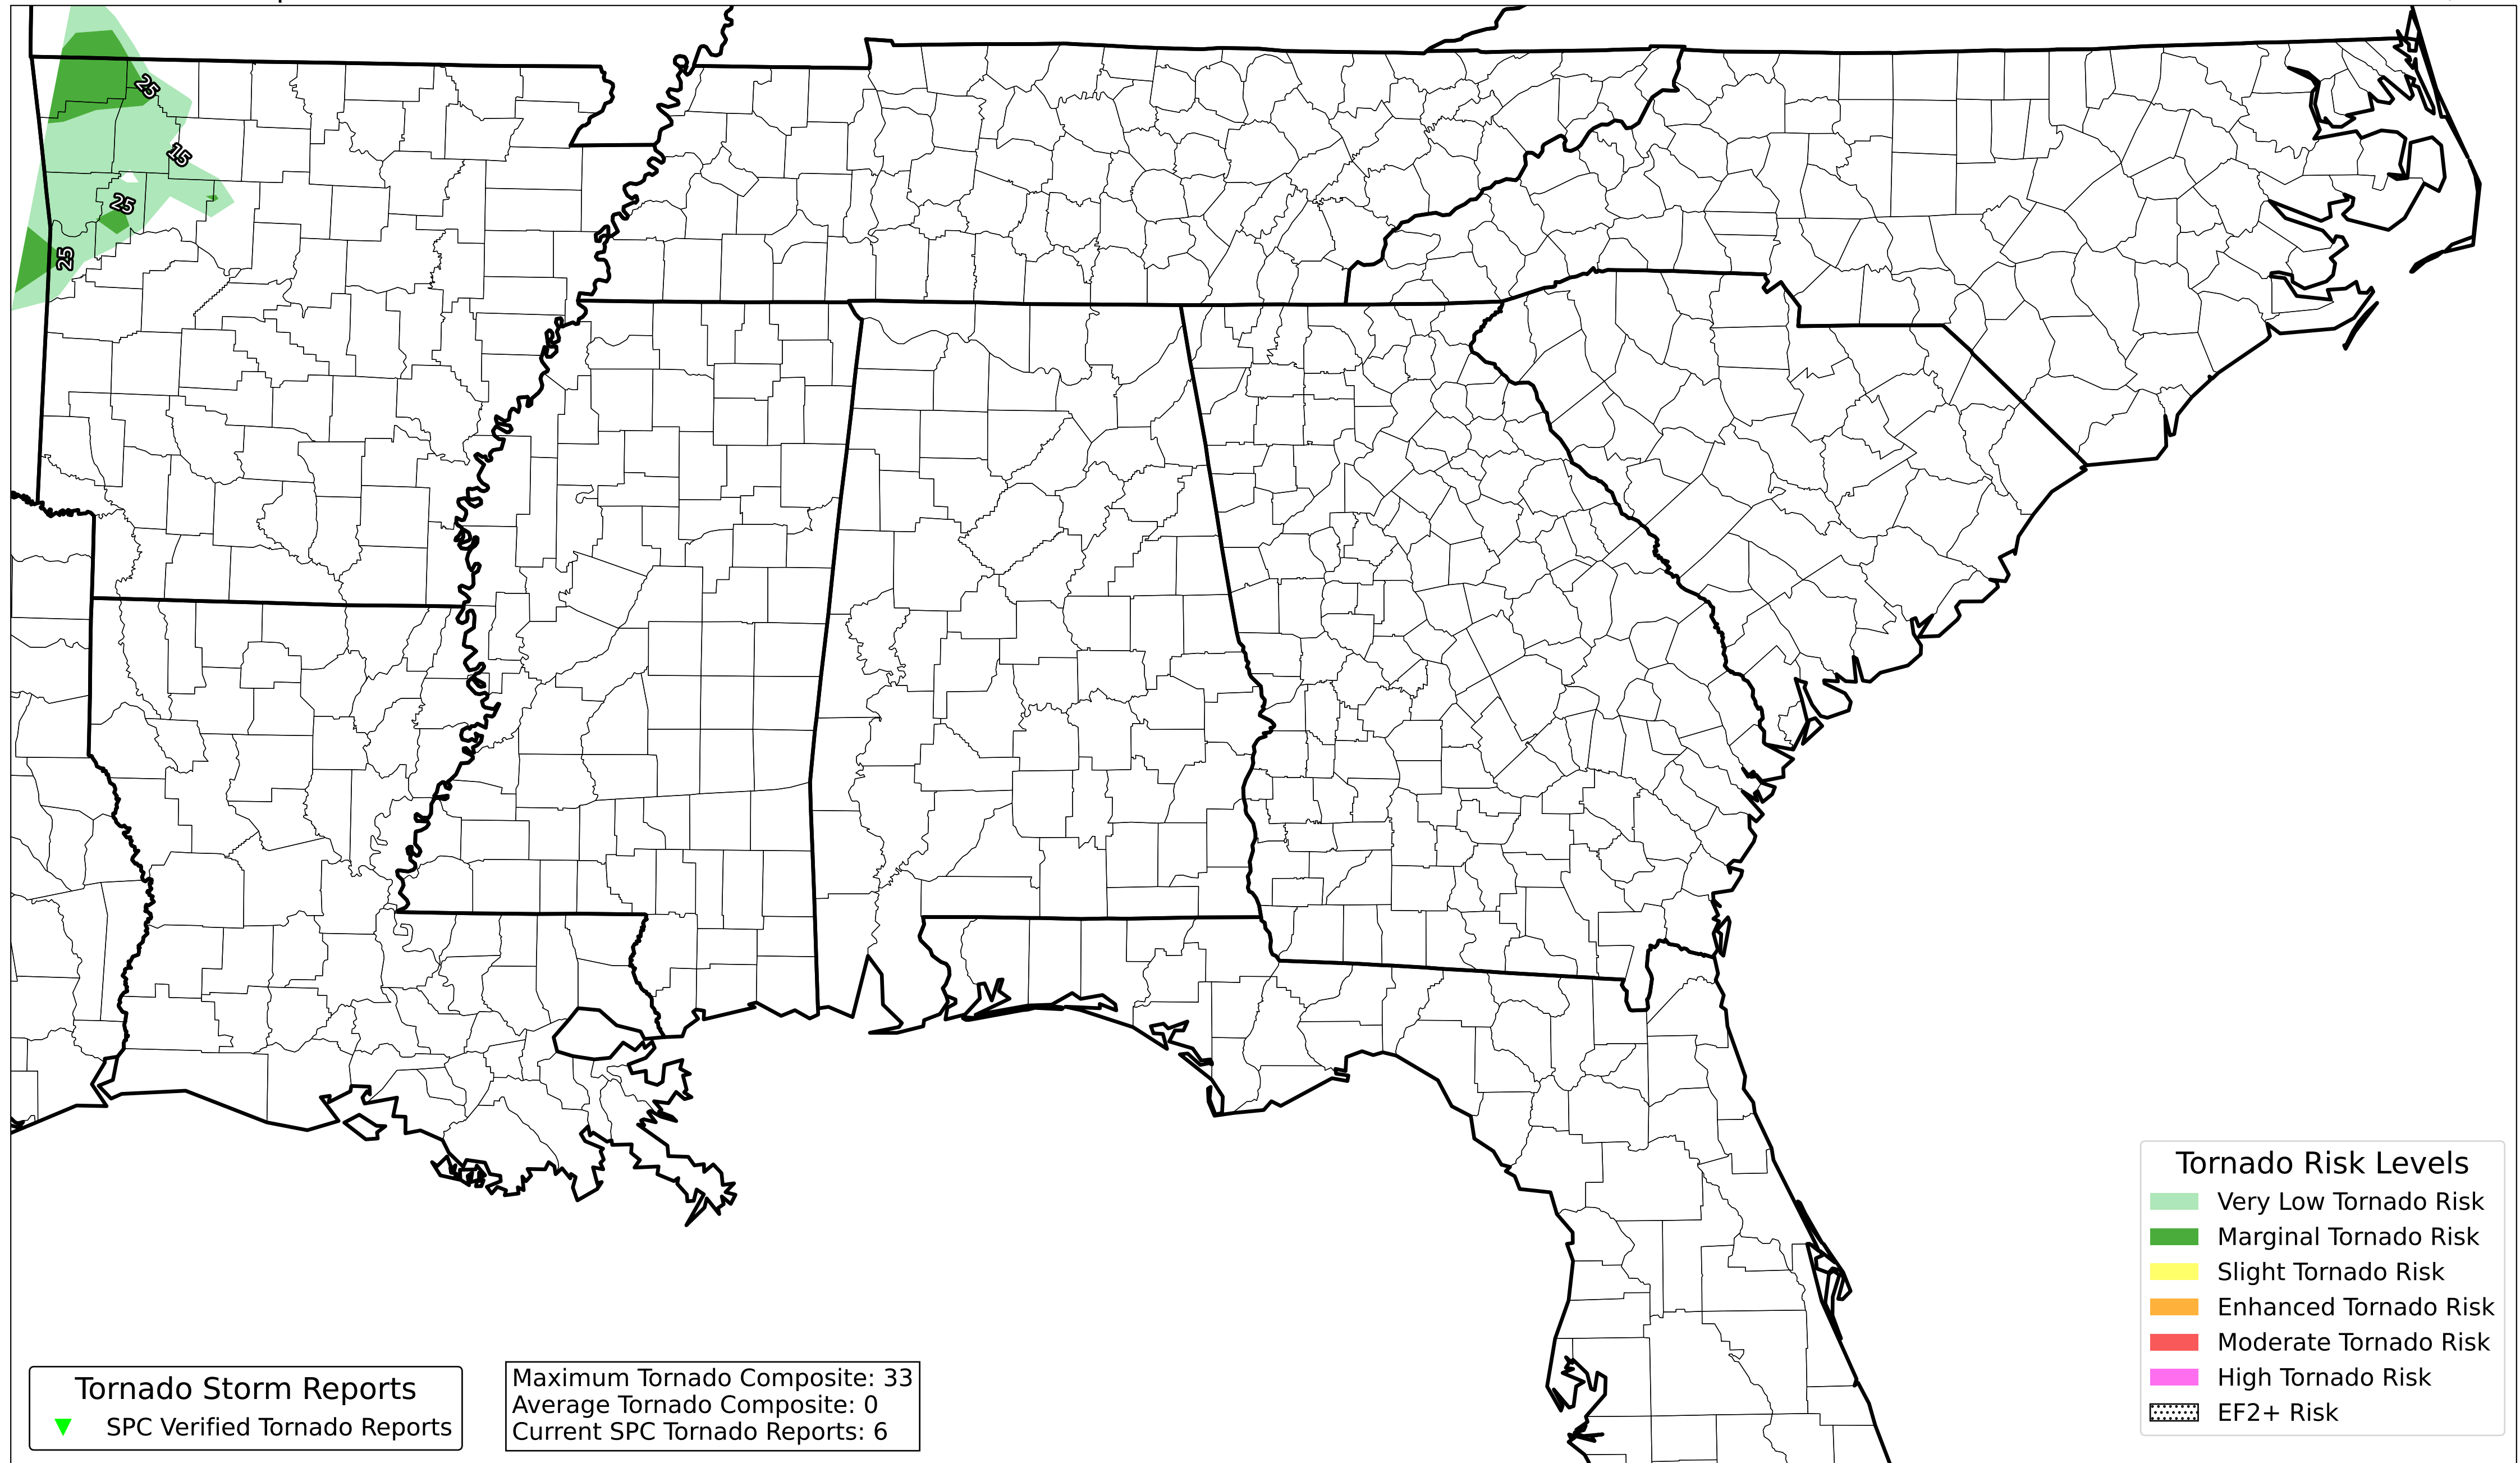 25
15
25
25
Tornado Risk Levels
Very Low Tornado Risk
Marginal Tornado Risk
Slight Tornado Risk
Enhanced Tornado Risk
Moderate Tornado Risk
High Tornado Risk
EF2+ Risk
Tornado Storm Reports
SPC Verified Tornado Reports
Maximum Tornado Composite: 33
Average Tornado Composite: 0
Current SPC Tornado Reports: 6